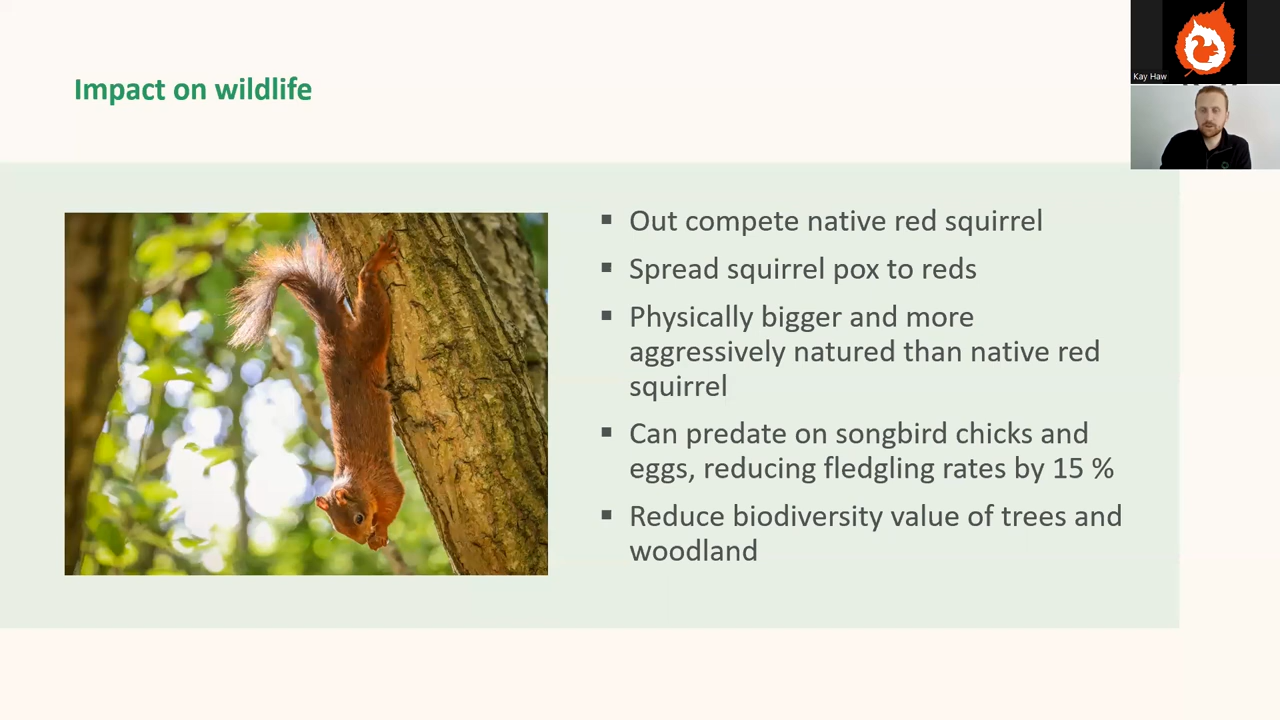 Kay Haw
Impact on wildlife
▪ Out compete native red squirrel
▪ Spread squirrel pox to reds
▪ Physically bigger and more
aggressively natured than native red
squirrel
▪ Can predate on songbird chicks and
eggs, reducing fledgling rates by 15 %
▪ Reduce biodiversity value of trees and
woodland